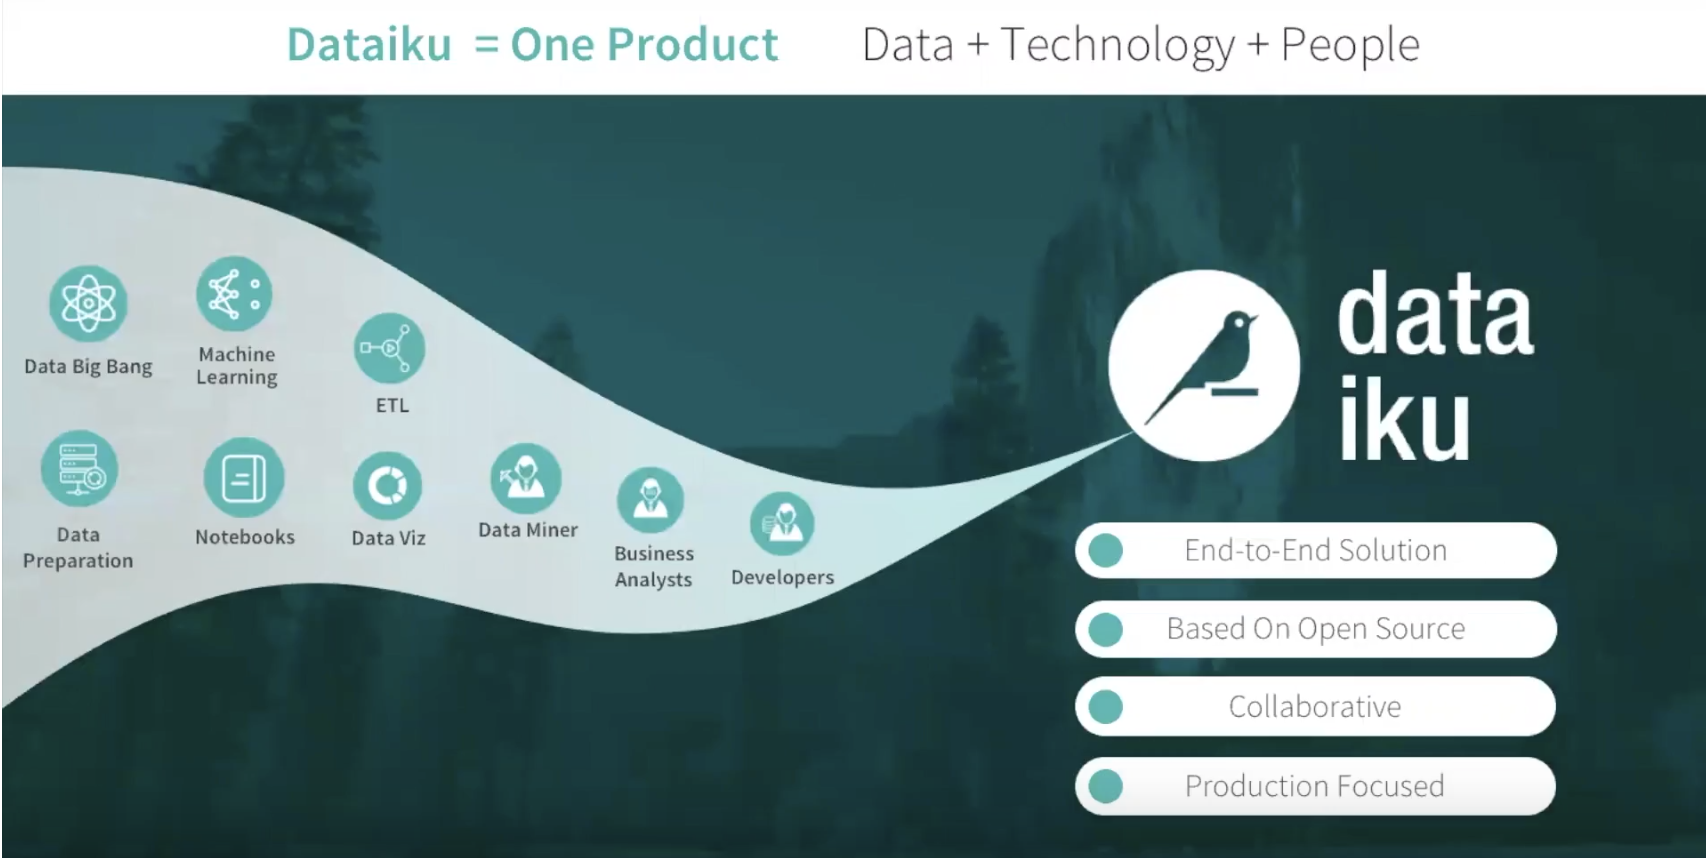 Dataiku = One Product
Data + Technology + People
Data Big Bang
Machine
Learning
ETL
Data
Preparation
Notebooks
Data Viz
Data Miner
Business
Analysts
Developers
data
iku
End-to-End Solution
Based On Open Source
Collaborative
Production Focused